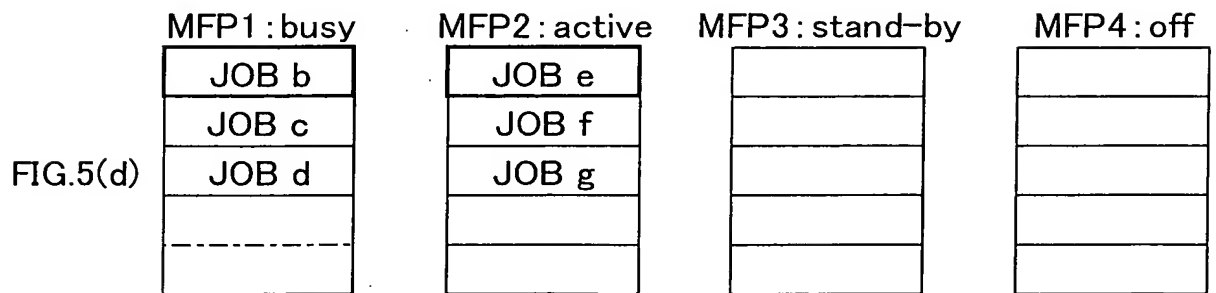 MFP1 : busy MFP2 : active MFP3 : stand-by MFP4 : off
JOB b JOB e
JOB c JOB f
FIG.5(d) JOB d JOB g